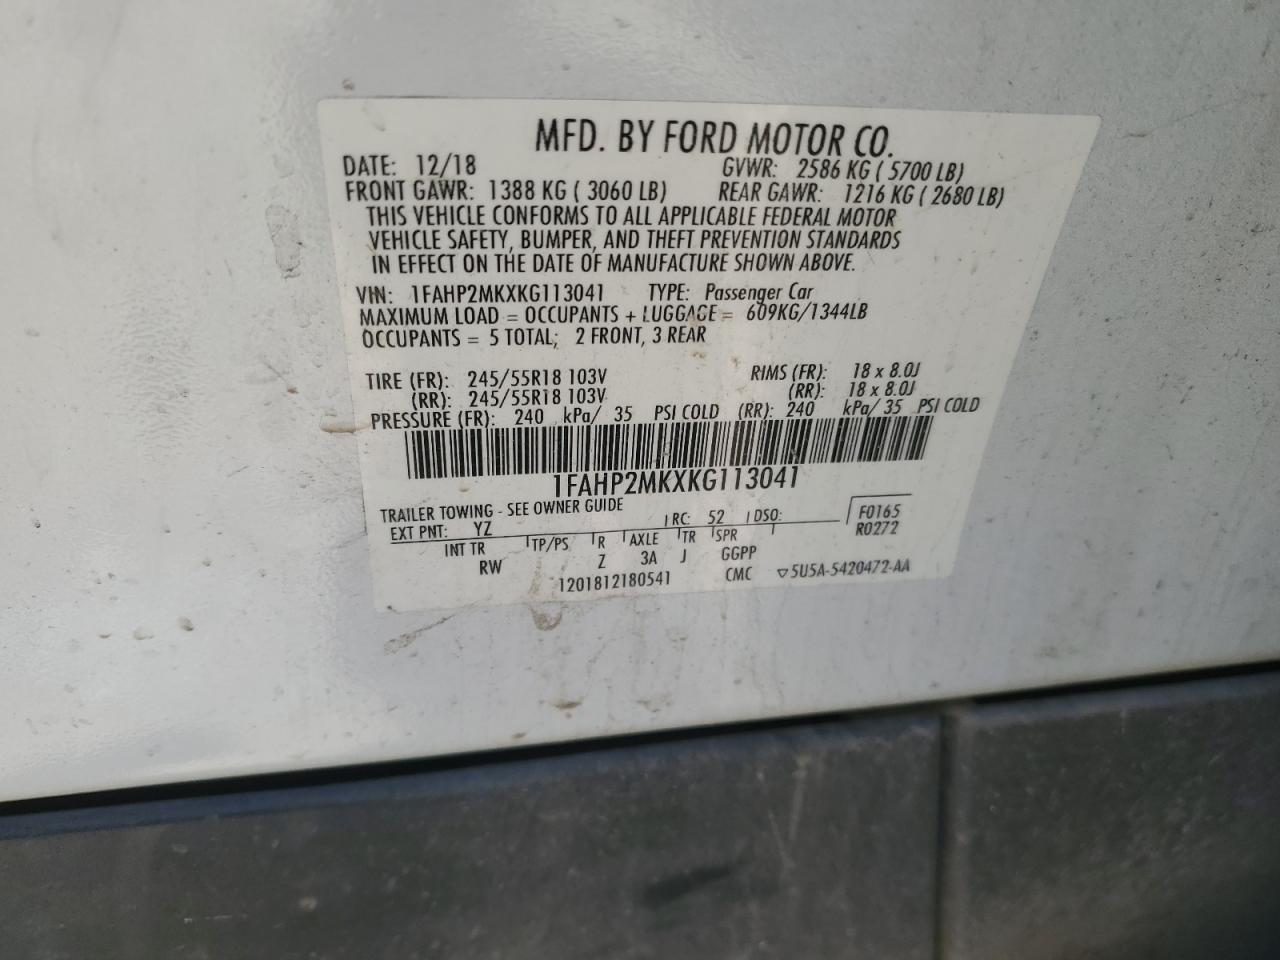 MFD. BY FORD MOTOR CO.
DATE: 12/18 GVWR: 2586 KG ( 5700 LB)
FRONT GAWR: 1388 KG ( 3060 LB) REAR GAWR: 1216 KG ( 2680 LB)
THIS VEHICLE CONFORMS TO ALL APPLICABLE FEDERAL MOTOR
VEHICLE SAFETY, BUMPER, AND THEFT PREVENTION STANDARDS
IN EFFECT ON THE DATE OF MANUFACTURE SHOWN ABOVE.
VIN: 1FAHP2MKXKG113041 TYPE: Passenger Car
MAXIMUM LOAD = OCCUPANTS + LUGGAGE = 609KG/1344LB
OCCUPANTS = 5 TOTAL; 2 FRONT, 3 REAR
TIRE (FR): 245/55R18 103V RIMS (FR): 18 x 8.0J
(RR): 245/55R18 103V (RR): 18 x 8.0J
PRESSURE (FR): 240 kPa/ 35 PSI COLD (RR): 240 kPa/ 35 PSI COLD
1FAHP2MKXKG113041
TRAILER TOWING - SEE OWNER GUIDE
EXT PNT: YZ RC: 52 DSO: F0165
R0272
INT TR TP/PS R AXLE TR SPR
RW Z 3A J GGPP
1201812180541 CMC ▽5U5A-5420472-AA